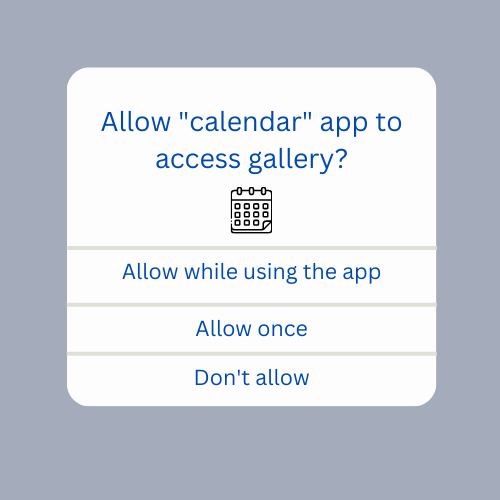 Allow "calendar" app to
access gallery?
Allow while using the app
Allow once
Don't allow